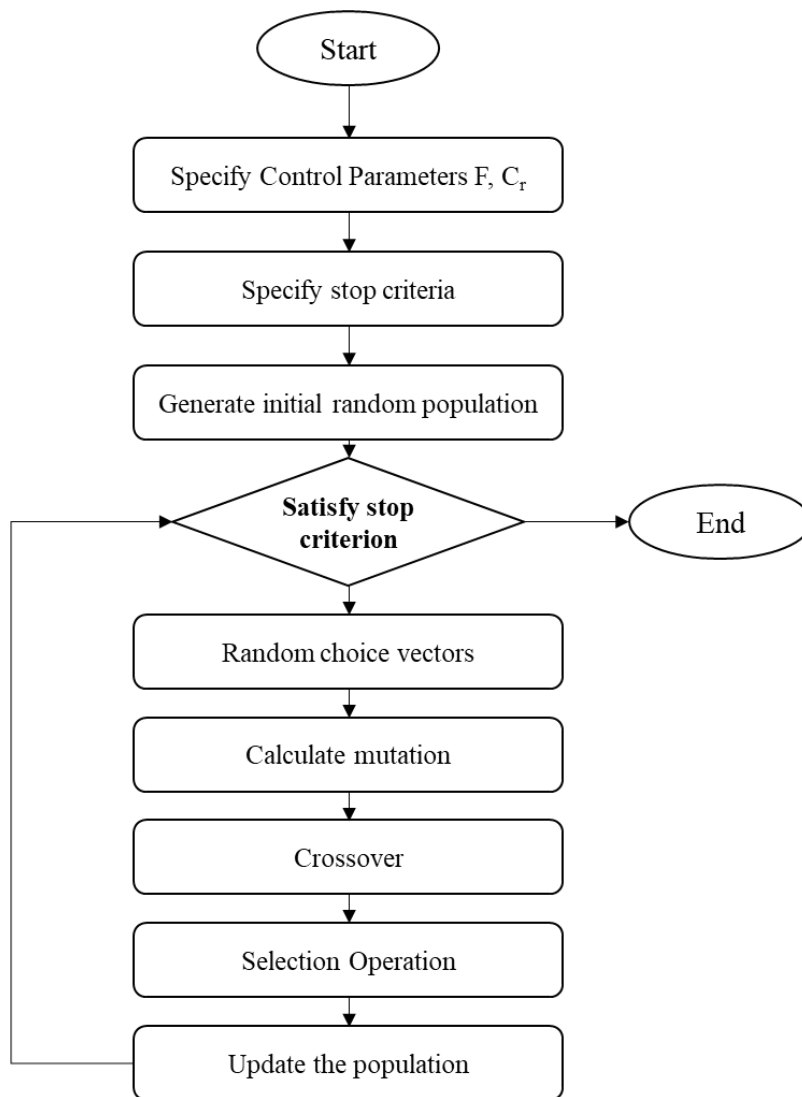 Start
Specify Control Parameters F, Cr
Specify stop criteria
Generate initial random population
Satisfy stop
criterion
End
Random choice vectors
Calculate mutation
Crossover
Selection Operation
Update the population